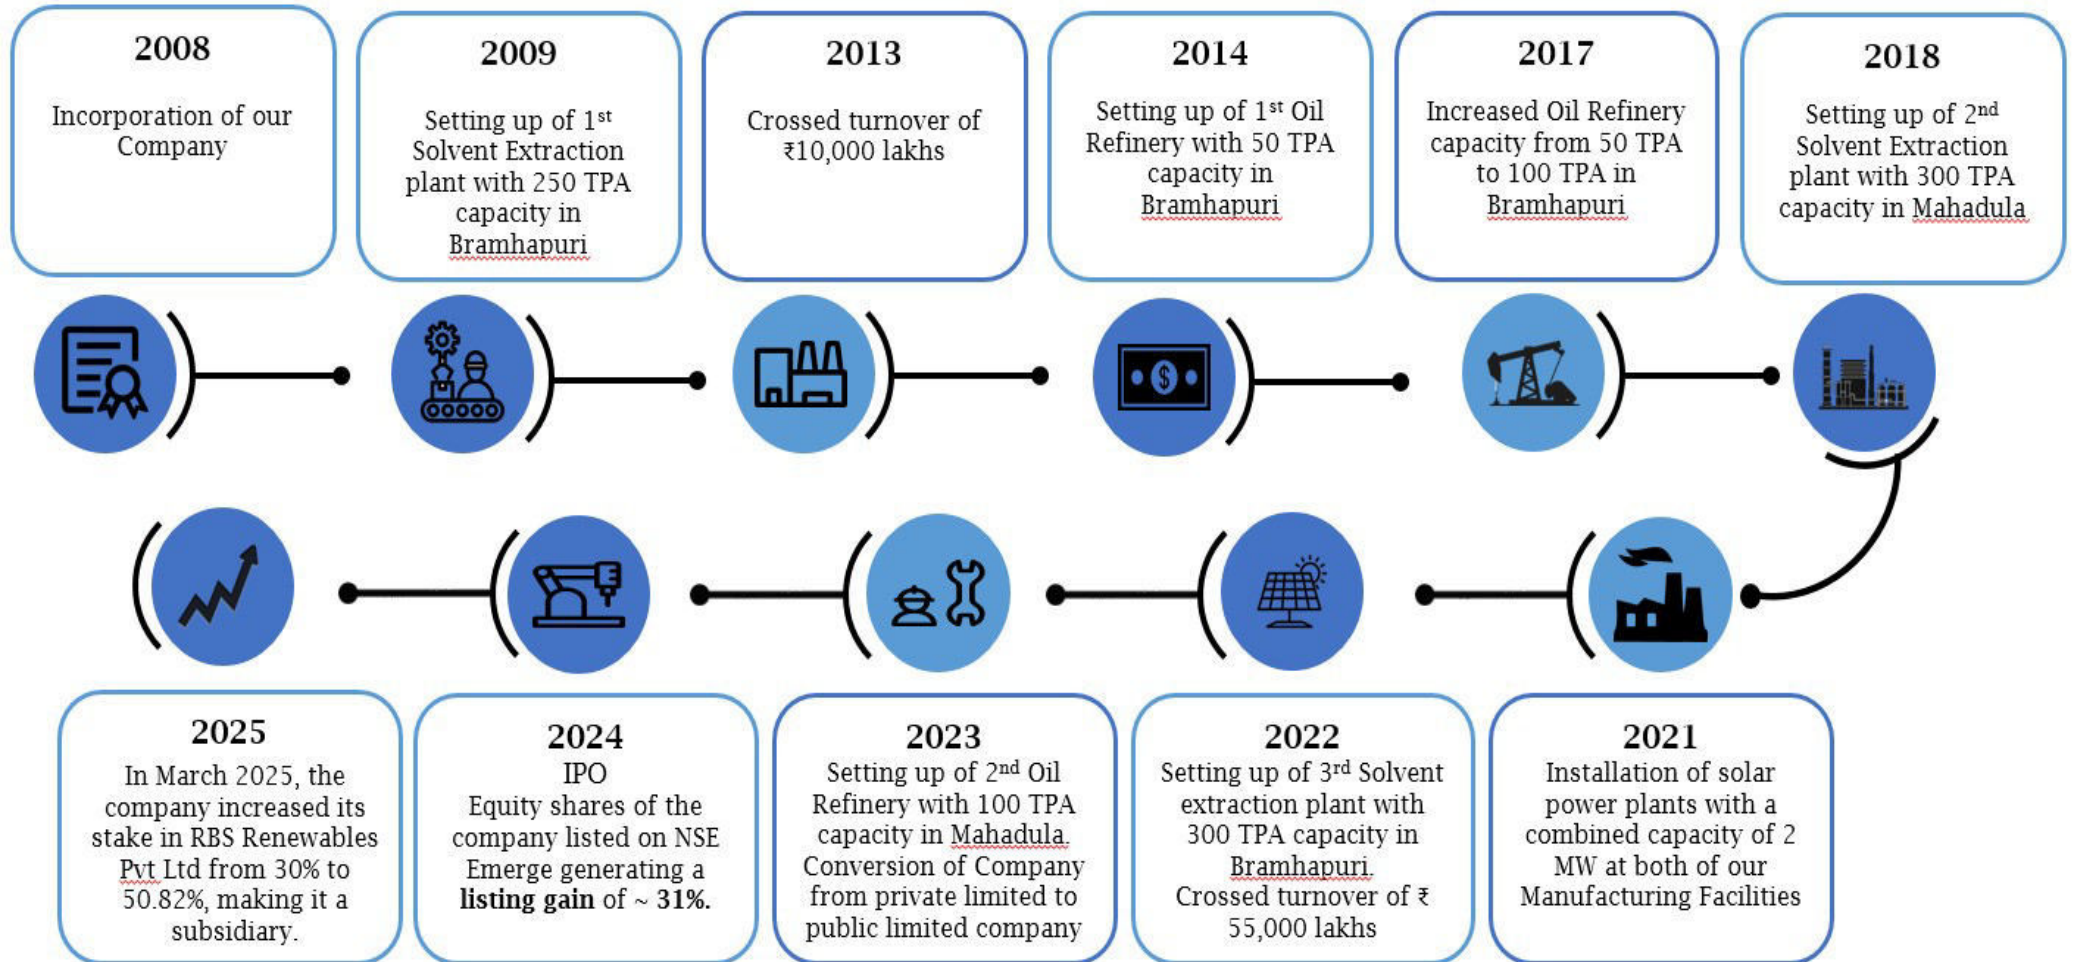 2008
Incorporation of our
Company
2009
Setting up of 1st
Solvent Extraction
plant with 250 TPA
capacity in
Bramhapuri
2013
Crossed turnover of
₹10,000 lakhs
2014
Setting up of 1st Oil
Refinery with 50 TPA
capacity in
Bramhapuri
2017
Increased Oil Refinery
capacity from 50 TPA
to 100 TPA in
Bramhapuri
2018
Setting up of 2nd
Solvent Extraction
plant with 300 TPA
capacity in Mahadula
$
2025
In March 2025, the
company increased its
stake in RBS Renewables
Pvt Ltd from 30% to
50.82%, making it a
subsidiary.
2024
IPO
Equity shares of the
company listed on NSE
Emerge generating a
listing gain of ~ 31%.
2023
Setting up of 2nd Oil
Refinery with 100 TPA
capacity in Mahadula.
Conversion of Company
from private limited to
public limited company
2022
Setting up of 3rd Solvent
extraction plant with
300 TPA capacity in
Bramhapuri.
Crossed turnover of ₹
55,000 lakhs
2021
Installation of solar
power plants with a
combined capacity of 2
MW at both of our
Manufacturing Facilities